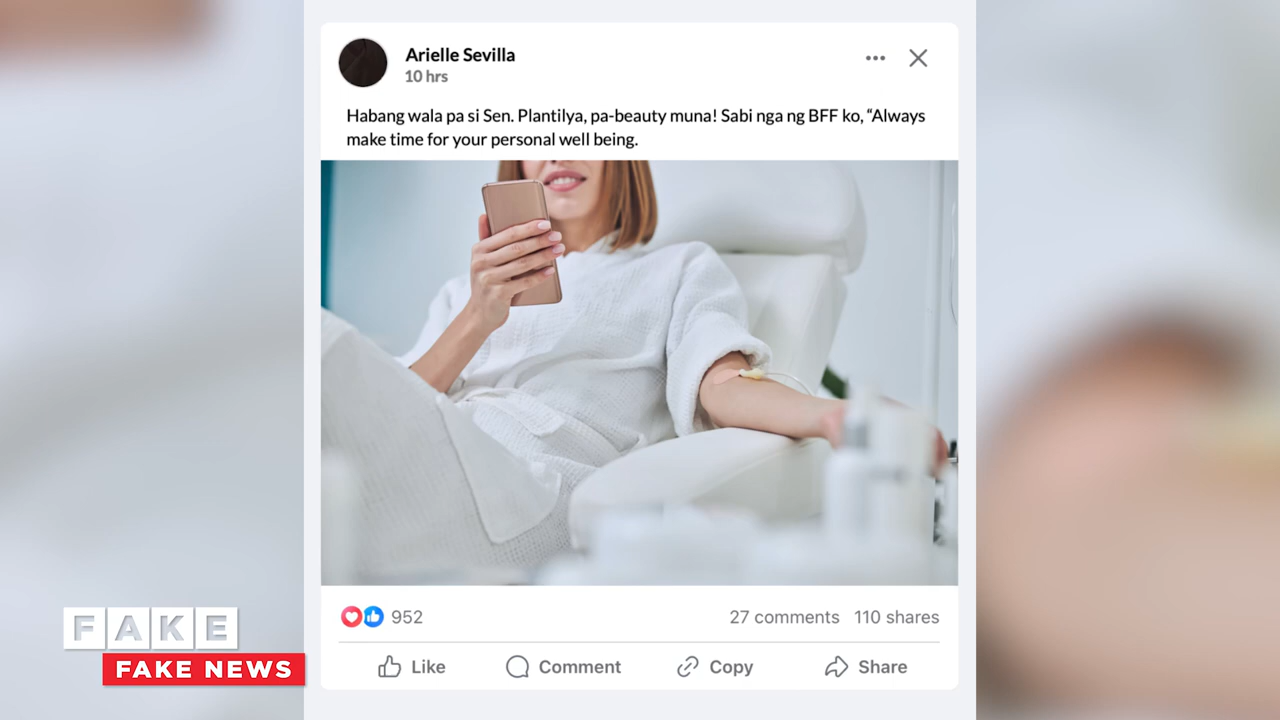 Arielle Sevilla
10 hrs
Habang wala pa si Sen. Plantilya, pa-beauty muna! Sabi nga ng BFF ko, “Always
make time for your personal well being.
952
27 comments 110 shares
Like Comment Copy Share
FAKE
FAKE NEWS